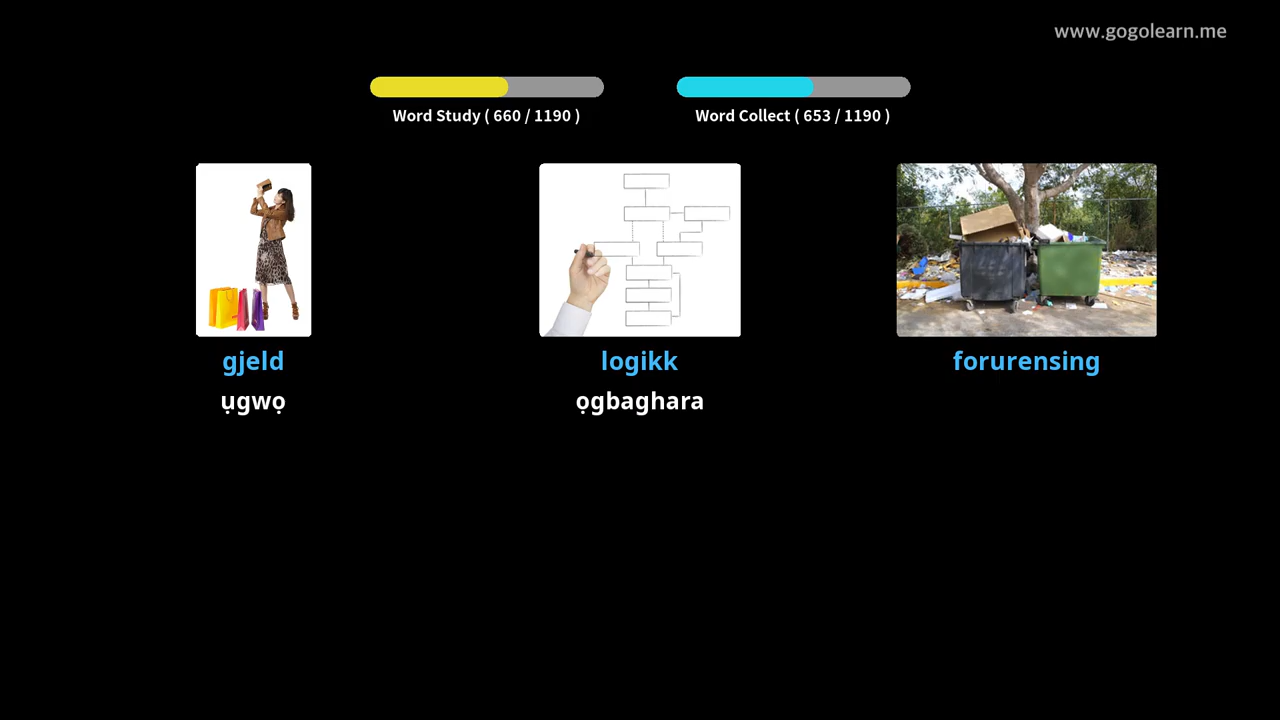 www.gogolearn.me
Word Study ( 660 / 1190 )
Word Collect ( 653 / 1190 )
gjeld
logikk
forurensing
ụgwọ
ọgbaghara